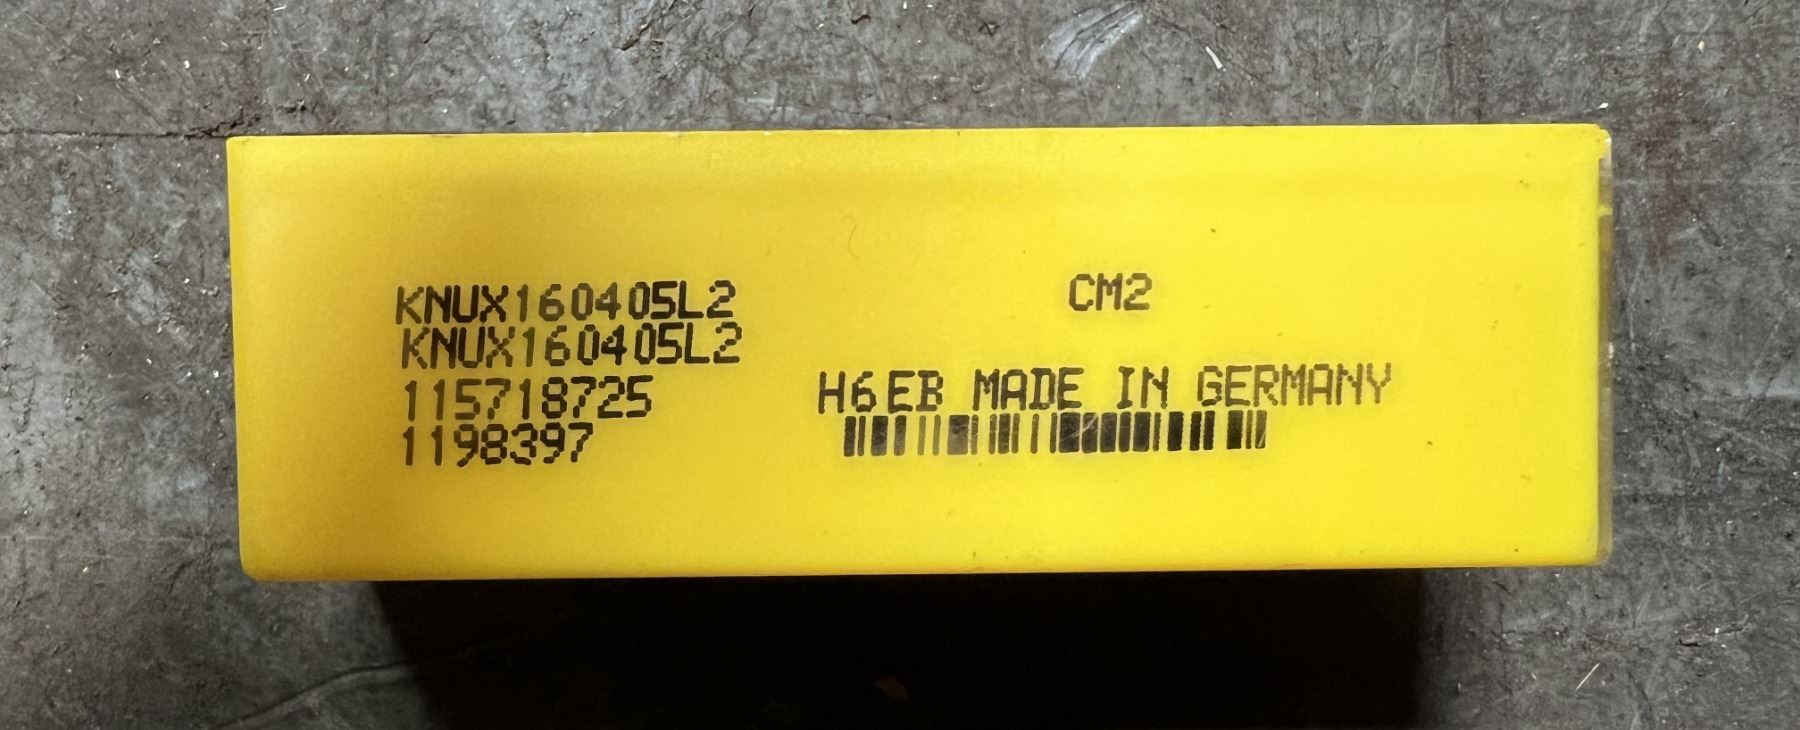 KNUX160405L2
CM2
KNUX160405L2
115718725
H6EB MADE IN GERMANY
1198397